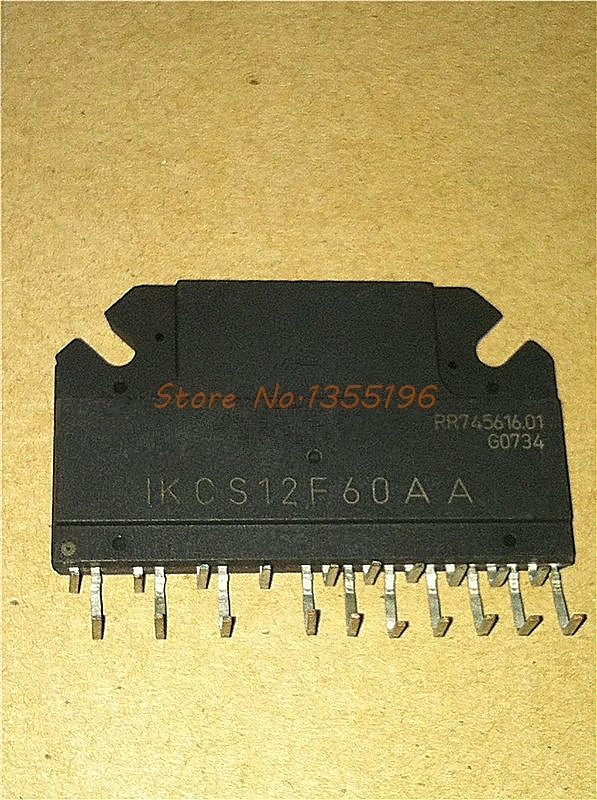 Store No:1355196
RR745616.01
G0734
IKCS12F60AA